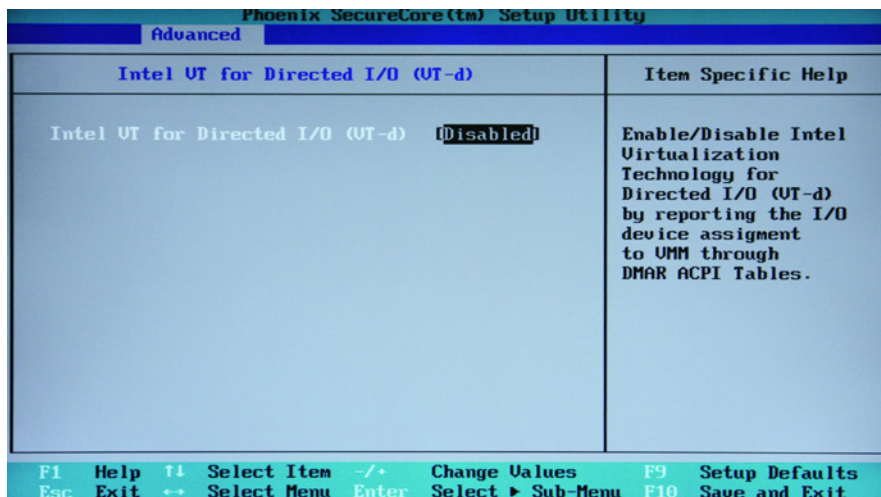 Phoenix SecureCore(tm) Setup Utility
Advanced
Intel VT for Directed I/O (VT-d)
Item Specific Help
Intel VT for Directed I/O (VT-d) [Disabled]
Enable/Disable Intel
Virtualization
Technology for
Directed I/O (VT-d)
by reporting the I/O
device assigment
to VMM through
DMAR ACPI Tables.
F1 Help ↑↓ Select Item -/+ Change Values F9 Setup Defaults
Esc Exit ↔ Select Menu Enter Select ▶ Sub-Menu F10 Save and Exit